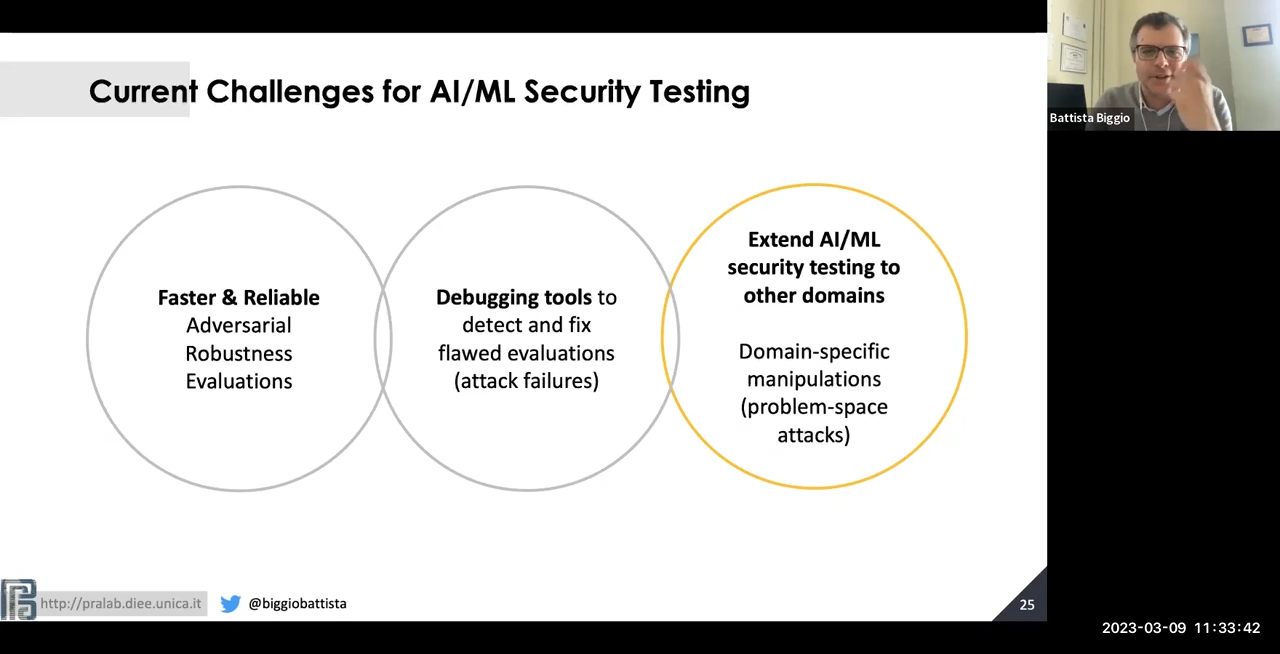 Current Challenges for AI/ML Security Testing
Battista Biggio
Faster & Reliable
Adversarial
Robustness
Evaluations
Debugging tools to
detect and fix
flawed evaluations
(attack failures)
Extend AI/ML
security testing to
other domains
Domain-specific
manipulations
(problem-space
attacks)
http://pralab.diee.unica.it
@biggiobattista
25
2023-03-09 11:33:42